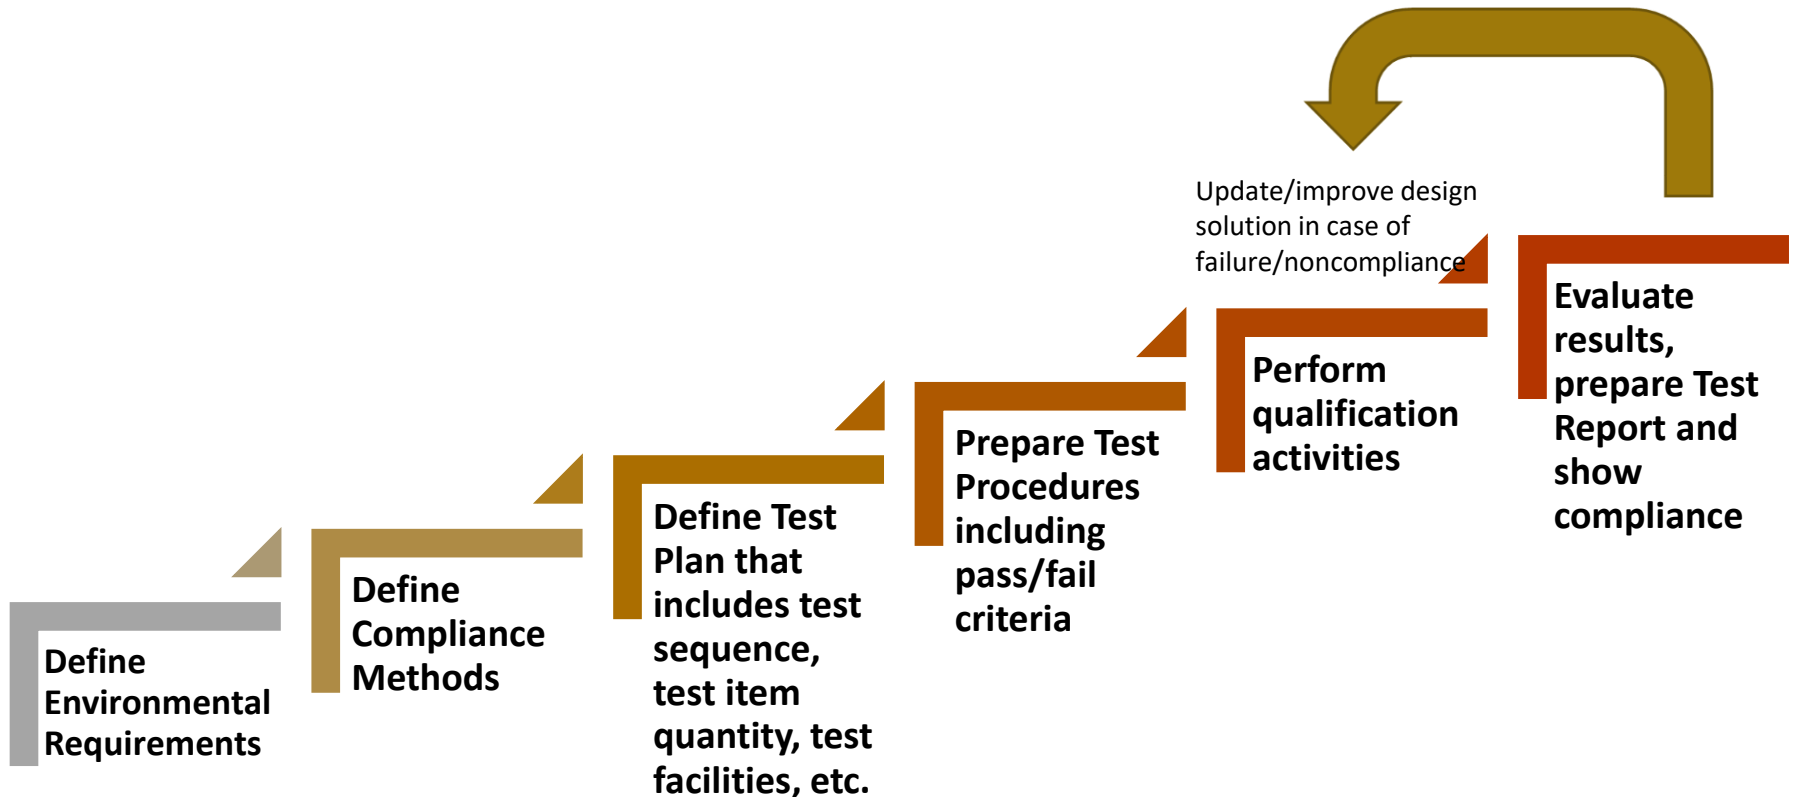 Define
Environmental
Requirements
Define
Compliance
Methods
Define Test
Plan that
includes test
sequence,
test item
quantity, test
facilities, etc.
Prepare Test
Procedures
including
pass/fail
criteria
Perform
qualification
activities
Update/improve design
solution in case of
failure/noncompliance
Evaluate
results,
prepare Test
Report and
show
compliance